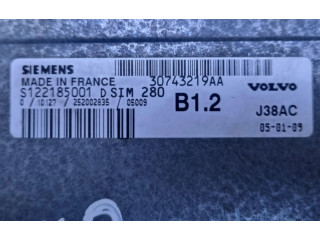 SIEMENS
MADE IN FRANCE 30743219AA VOLVO
S122185001 D SIM 280
0 / 10127 / 252002835 / 05009
B1.2
J38AC
05-01-09